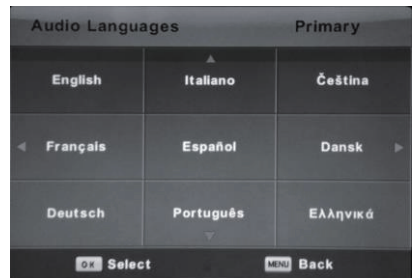 Audio Languages Primary
English Italiano Čeština
Français Español Dansk
Deutsch Português Ελληνικά
OK Select MENU Back